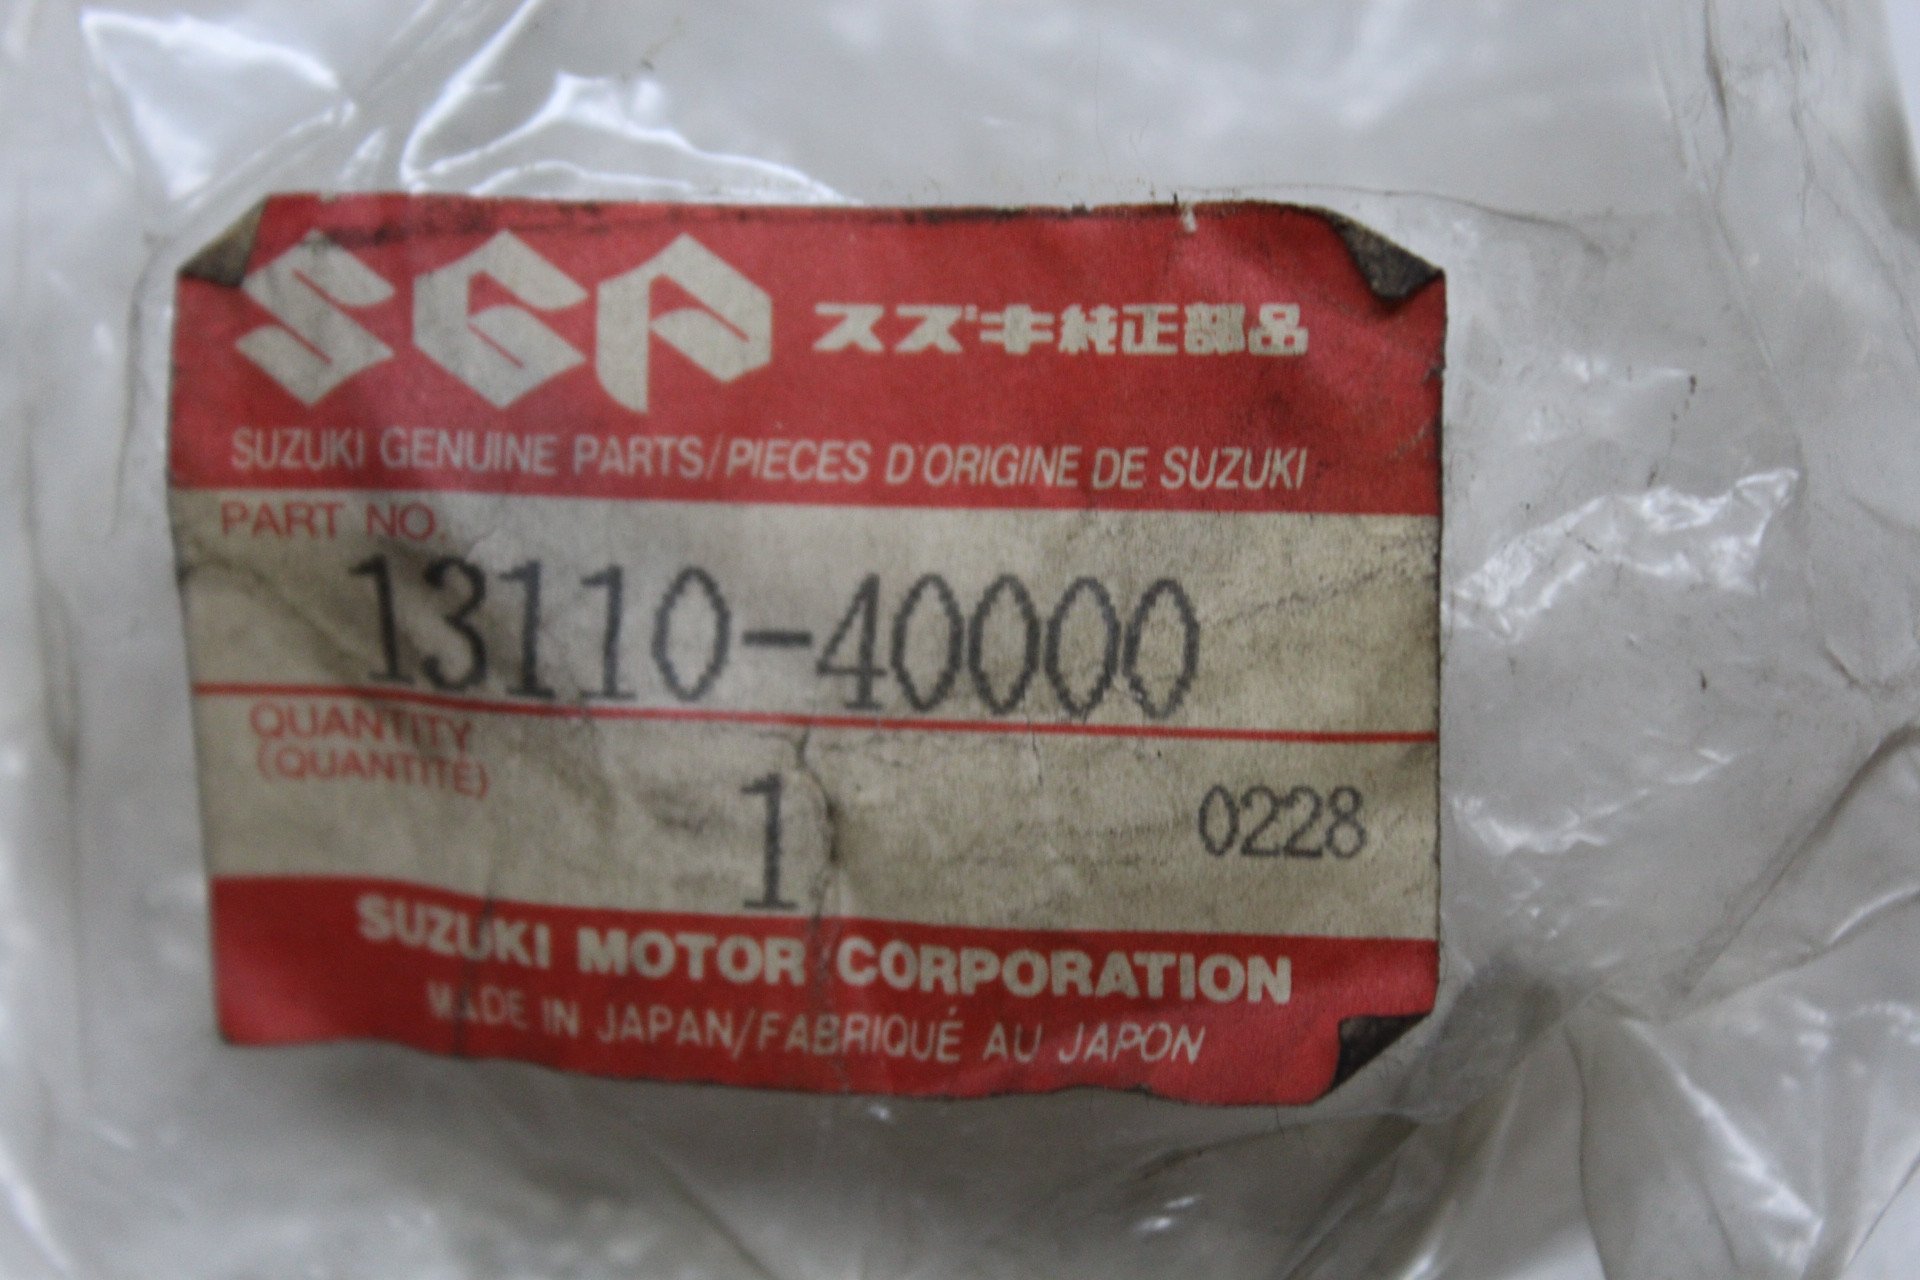 SGP スズキ純正部品
SUZUKI GENUINE PARTS/PIECES D'ORIGINE DE SUZUKI
PART NO.
13110-40000
QUANTITY
(QUANTITÉ)
1 0228
SUZUKI MOTOR CORPORATION
MADE IN JAPAN/FABRIQUÉ AU JAPON